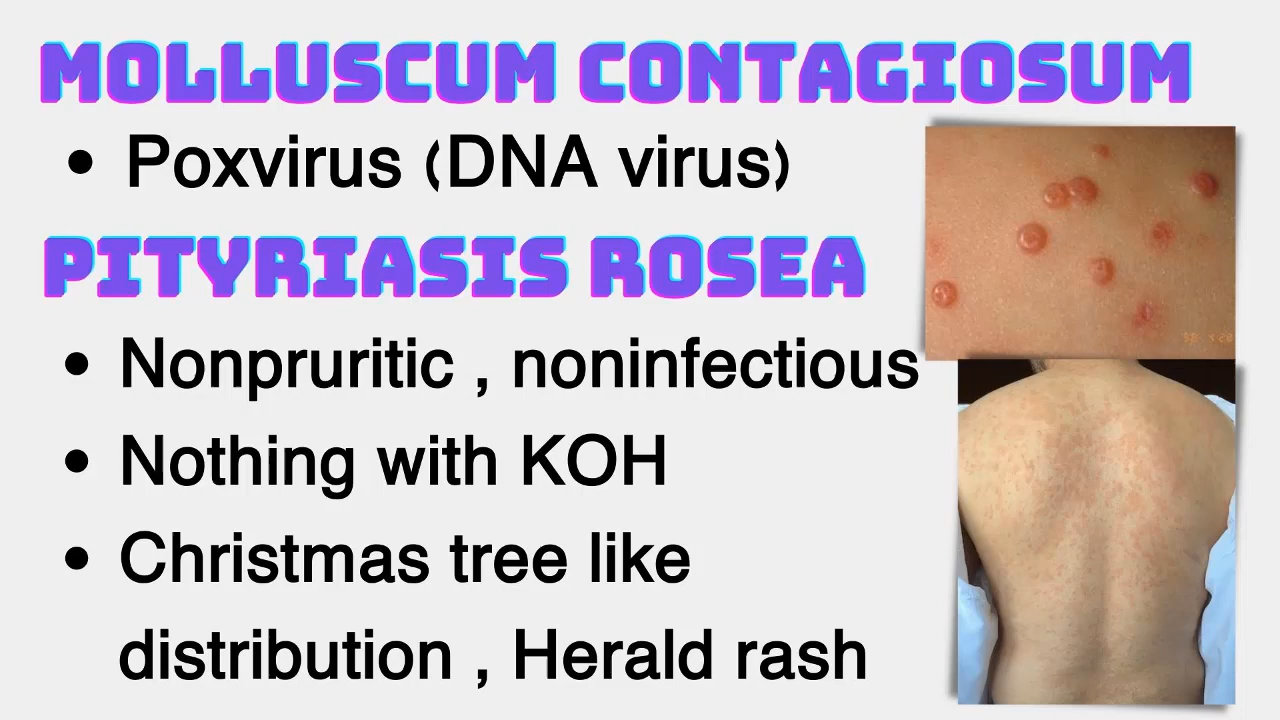 MOLLUSCUM CONTAGIOSUM
• Poxvirus (DNA virus)
PITYRIASIS ROSEA
• Nonpruritic , noninfectious
• Nothing with KOH
• Christmas tree like
distribution , Herald rash